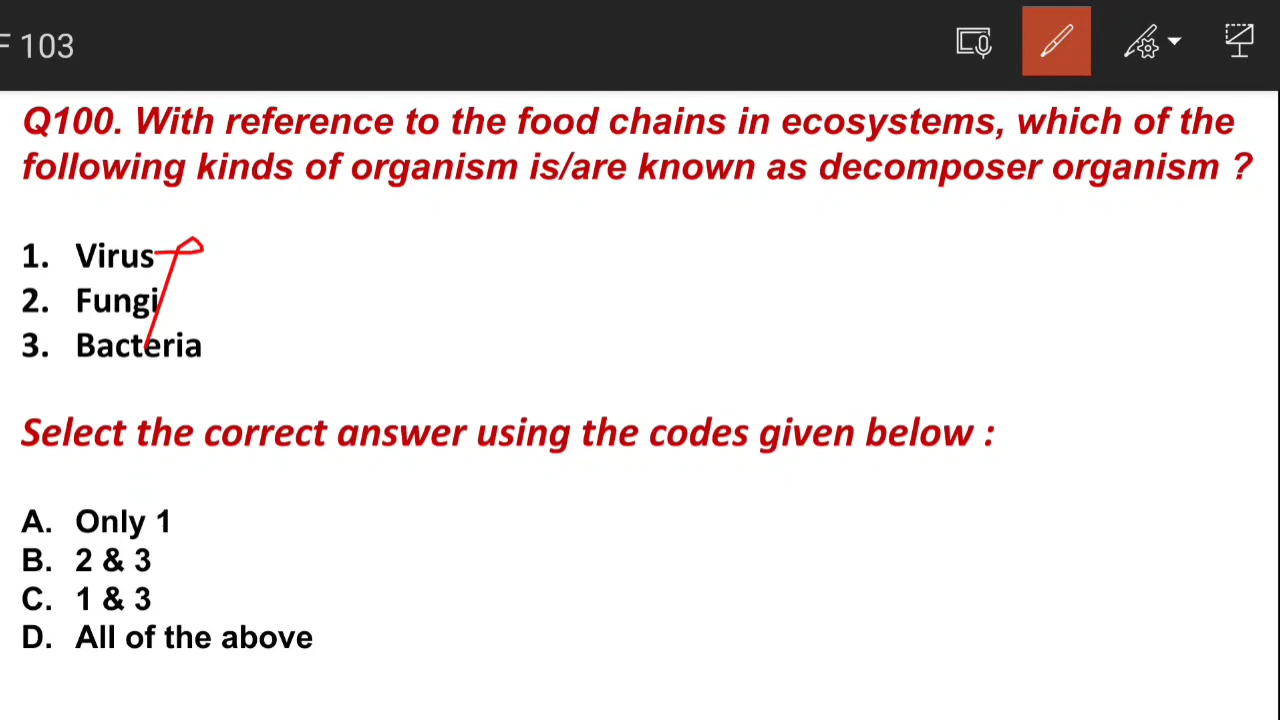 103
Q100. With reference to the food chains in ecosystems, which of the
following kinds of organism is/are known as decomposer organism ?
1. Virus
2. Fungi
3. Bacteria
Select the correct answer using the codes given below :
A. Only 1
B. 2 & 3
C. 1 & 3
D. All of the above